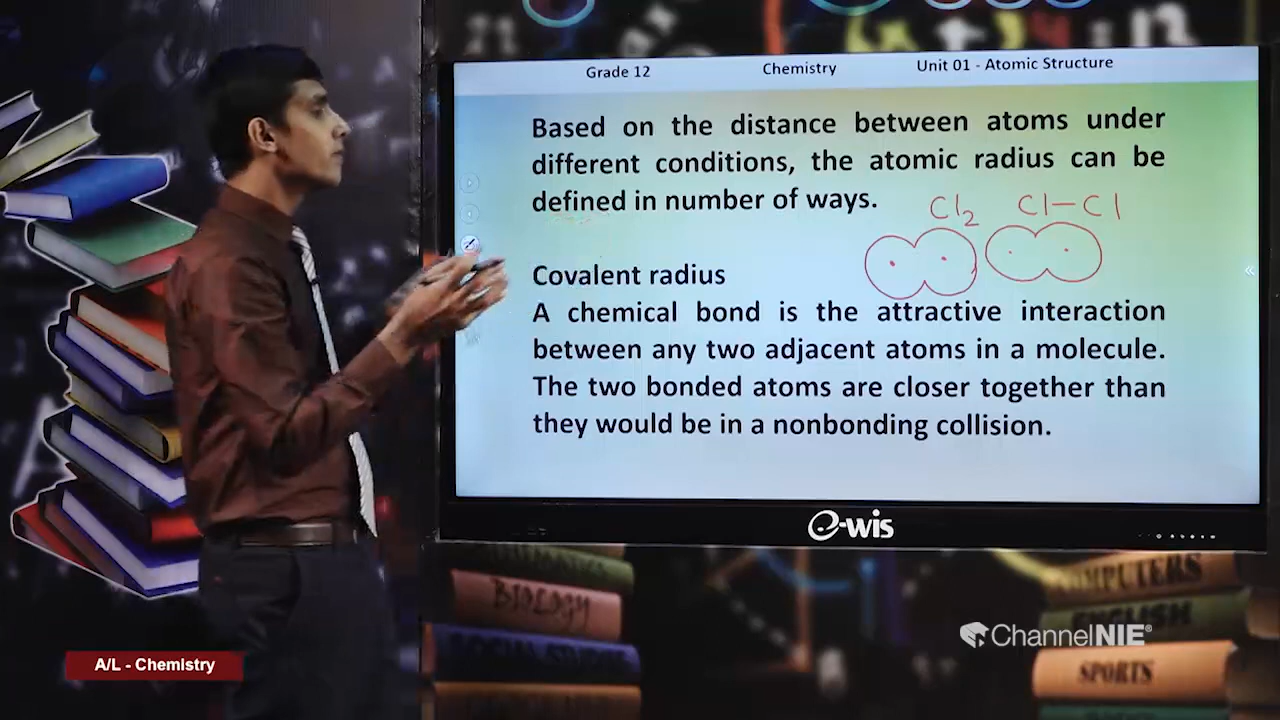 Grade 12 Chemistry Unit 01 - Atomic Structure
Based on the distance between atoms under
different conditions, the atomic radius can be
defined in number of ways.
Cl2 Cl-Cl
Covalent radius
A chemical bond is the attractive interaction
between any two adjacent atoms in a molecule.
The two bonded atoms are closer together than
they would be in a nonbonding collision.
e-wis
BIOLOGY
SOCIAL STUDIES
COMPUTERS
ENGLISH
SPORTS
ChannelNIE®
A/L - Chemistry